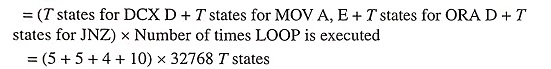 = (T states for DCX D + T states for MOV A, E + T states for ORA D + T
states for JNZ) × Number of times LOOP is executed
= (5 + 5 + 4 + 10) × 32768 T states